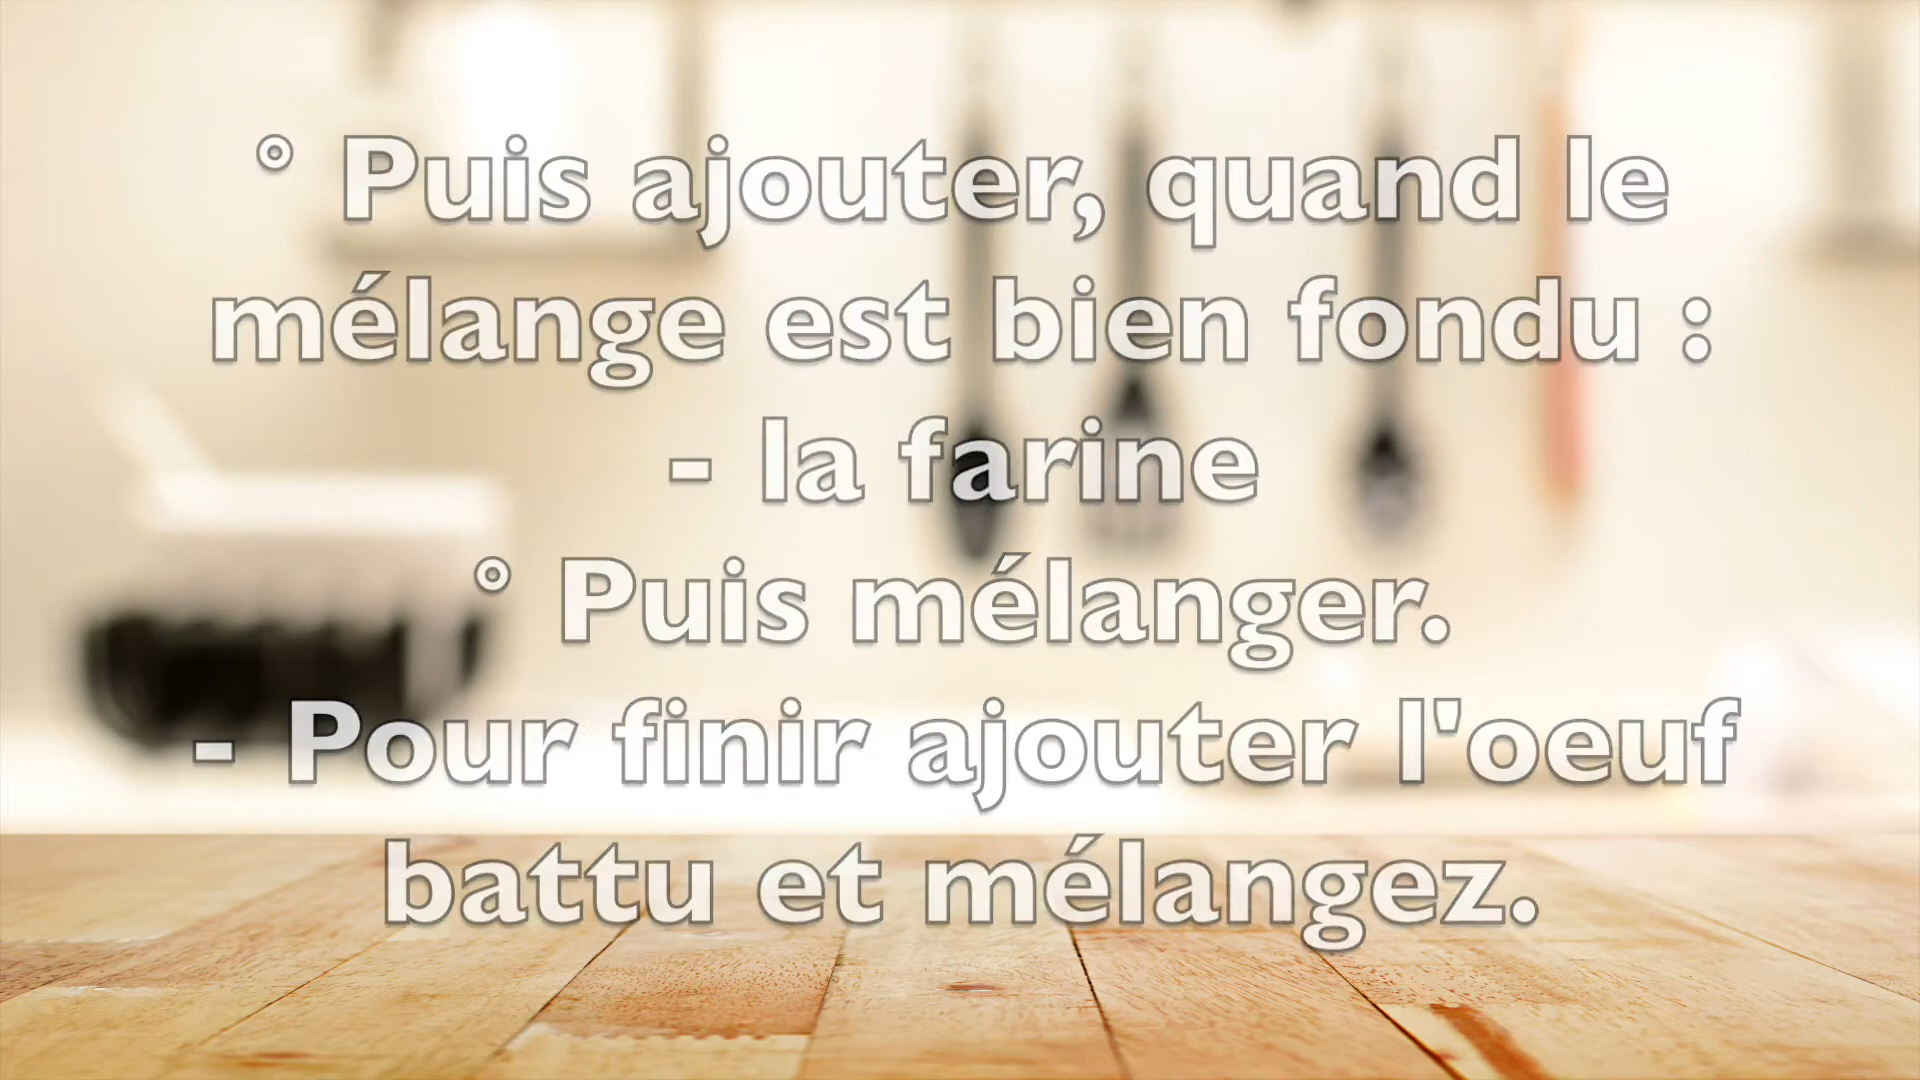 ° Puis ajouter, quand le
mélange est bien fondu :
- la farine
° Puis mélanger.
- Pour finir ajouter l'oeuf
battu et mélangez.